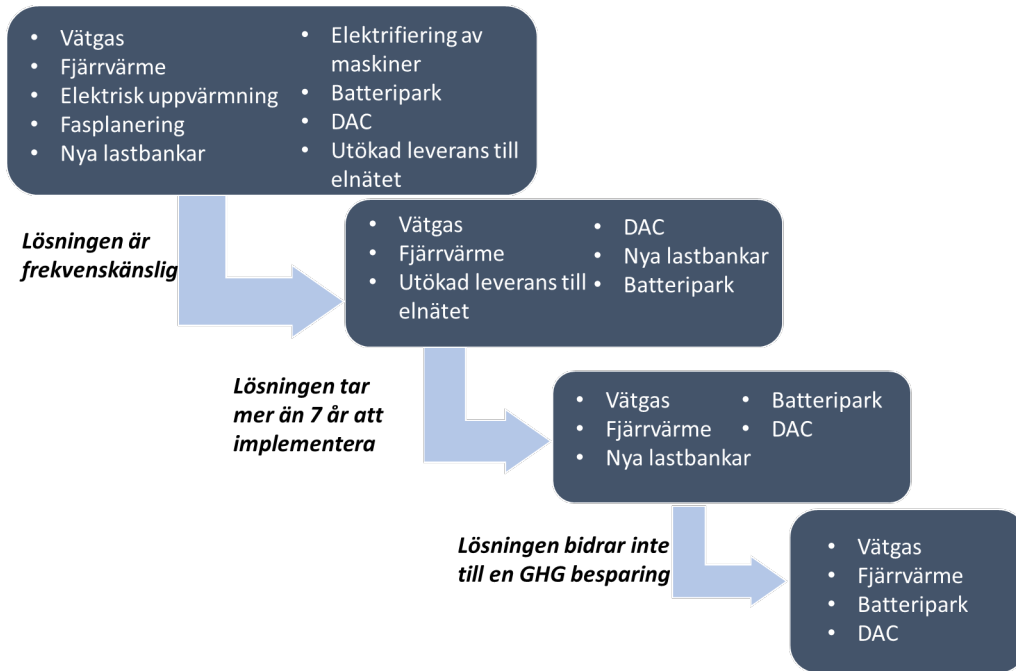 • Vätgas
• Fjärrvärme
• Elektrisk uppvärmning
• Fasplanering
• Nya lastbankar
• Elektrifiering av
maskiner
• Batteripark
• DAC
• Utökad leverans till
elnätet
Lösningen är
frekvenskänslig
• Vätgas
• Fjärrvärme
• Utökad leverans till
elnätet
• DAC
• Nya lastbankar
• Batteripark
Lösningen tar
mer än 7 år att
implementera
• Vätgas
• Fjärrvärme
• Nya lastbankar
• Batteripark
• DAC
Lösningen bidrar inte
till en GHG besparing
• Vätgas
• Fjärrvärme
• Batteripark
• DAC